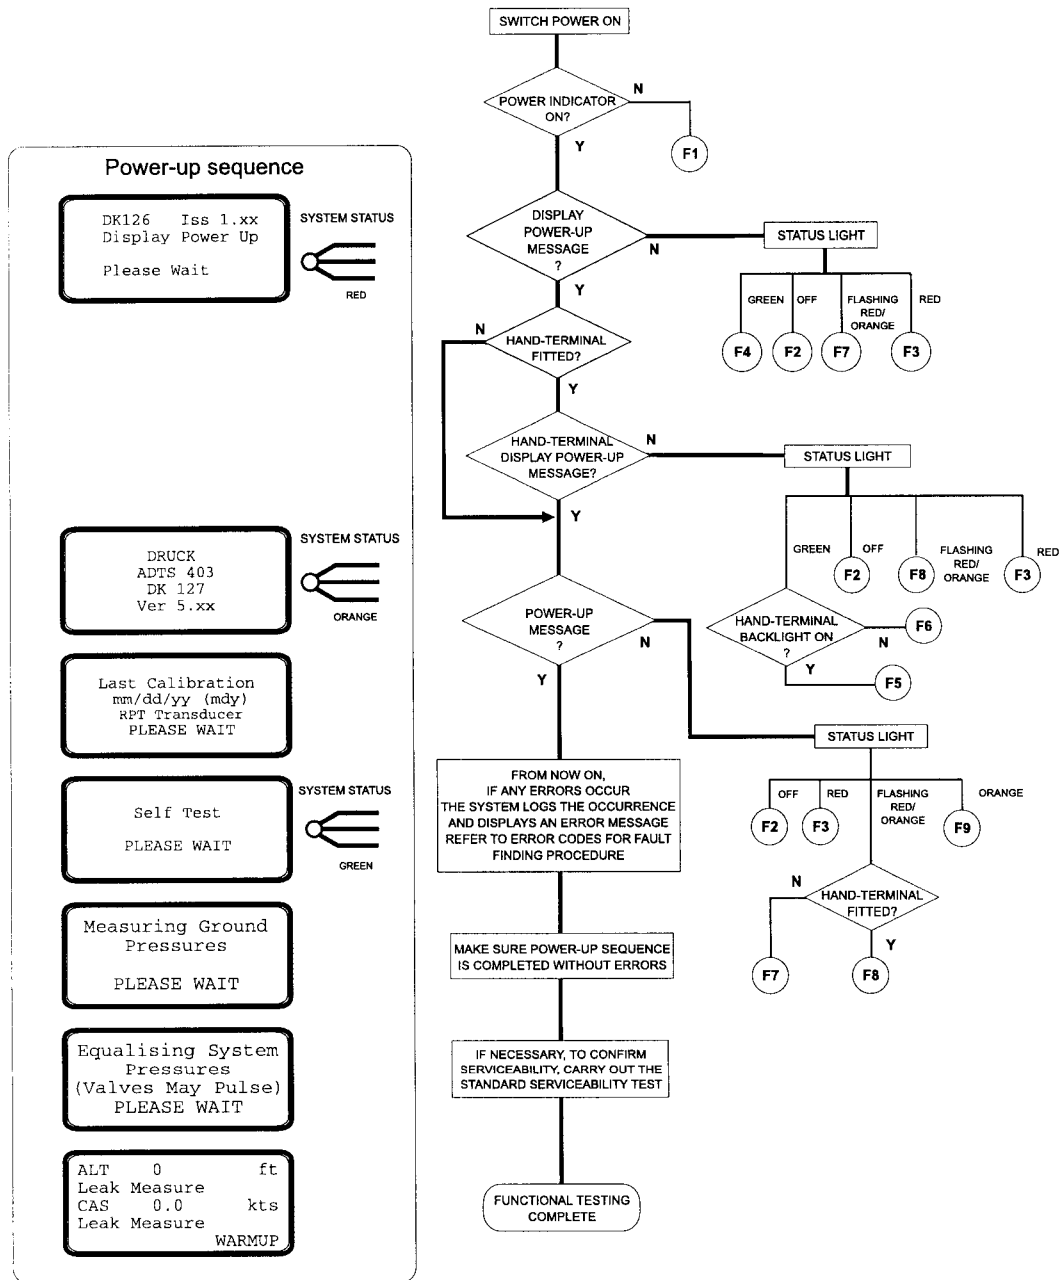 Power-up sequence
DK126 Iss 1.xx
Display Power Up
Please Wait
SYSTEM STATUS
RED
DRUCK
ADTS 403
DK 127
Ver 5.xx
SYSTEM STATUS
ORANGE
Last Calibration
mm/dd/yy (mdy)
RPT Transducer
PLEASE WAIT
Self Test
PLEASE WAIT
SYSTEM STATUS
GREEN
Measuring Ground
Pressures
PLEASE WAIT
Equalising System
Pressures
(Valves May Pulse)
PLEASE WAIT
ALT 0 ft
Leak Measure
CAS 0.0 kts
Leak Measure
WARMUP
SWITCH POWER ON
POWER INDICATOR
ON?
N
F1
Y
DISPLAY
POWER-UP
MESSAGE
?
N
STATUS LIGHT
GREEN
OFF
FLASHING
RED/
ORANGE
RED
F4
F2
F7
F3
Y
HAND-TERMINAL
FITTED?
N
Y
HAND-TERMINAL
DISPLAY POWER-UP
MESSAGE?
N
STATUS LIGHT
GREEN
OFF
FLASHING
RED/
ORANGE
RED
F2
F8
F3
HAND-TERMINAL
BACKLIGHT ON
?
N
F6
Y
F5
Y
POWER-UP
MESSAGE
?
N
STATUS LIGHT
OFF
RED
FLASHING
RED/
ORANGE
ORANGE
F2
F3
F9
HAND-TERMINAL
FITTED?
N
F7
Y
F8
Y
FROM NOW ON,
IF ANY ERRORS OCCUR
THE SYSTEM LOGS THE OCCURRENCE
AND DISPLAYS AN ERROR MESSAGE
REFER TO ERROR CODES FOR FAULT
FINDING PROCEDURE
MAKE SURE POWER-UP SEQUENCE
IS COMPLETED WITHOUT ERRORS
IF NECESSARY, TO CONFIRM
SERVICEABILITY, CARRY OUT THE
STANDARD SERVICEABILITY TEST
FUNCTIONAL TESTING
COMPLETE